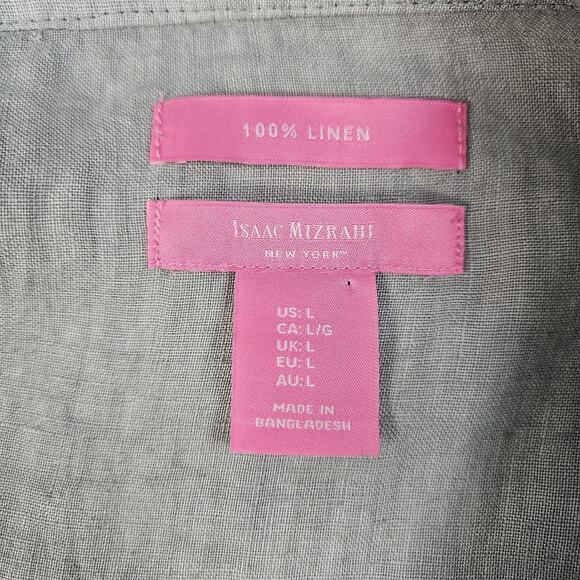 100% LINEN
ISAAC MIZRAHI
NEW YORK™
US: L
CA: L/G
UK: L
EU: L
AU: L
MADE IN
BANGLADESH